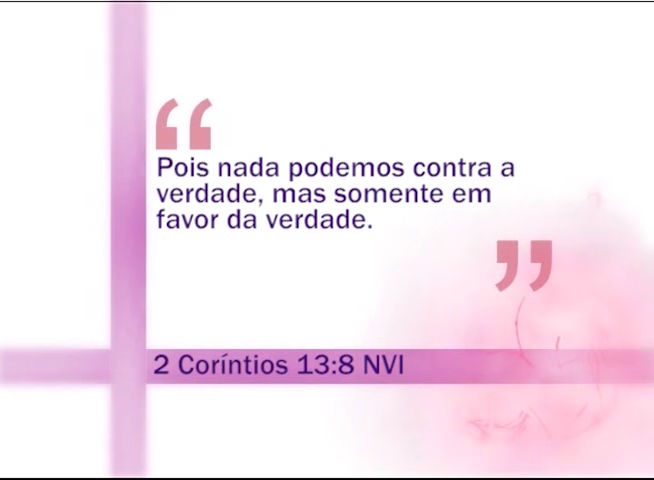 “
Pois nada podemos contra a
verdade, mas somente em
favor da verdade.
”
2 Coríntios 13:8 NVI